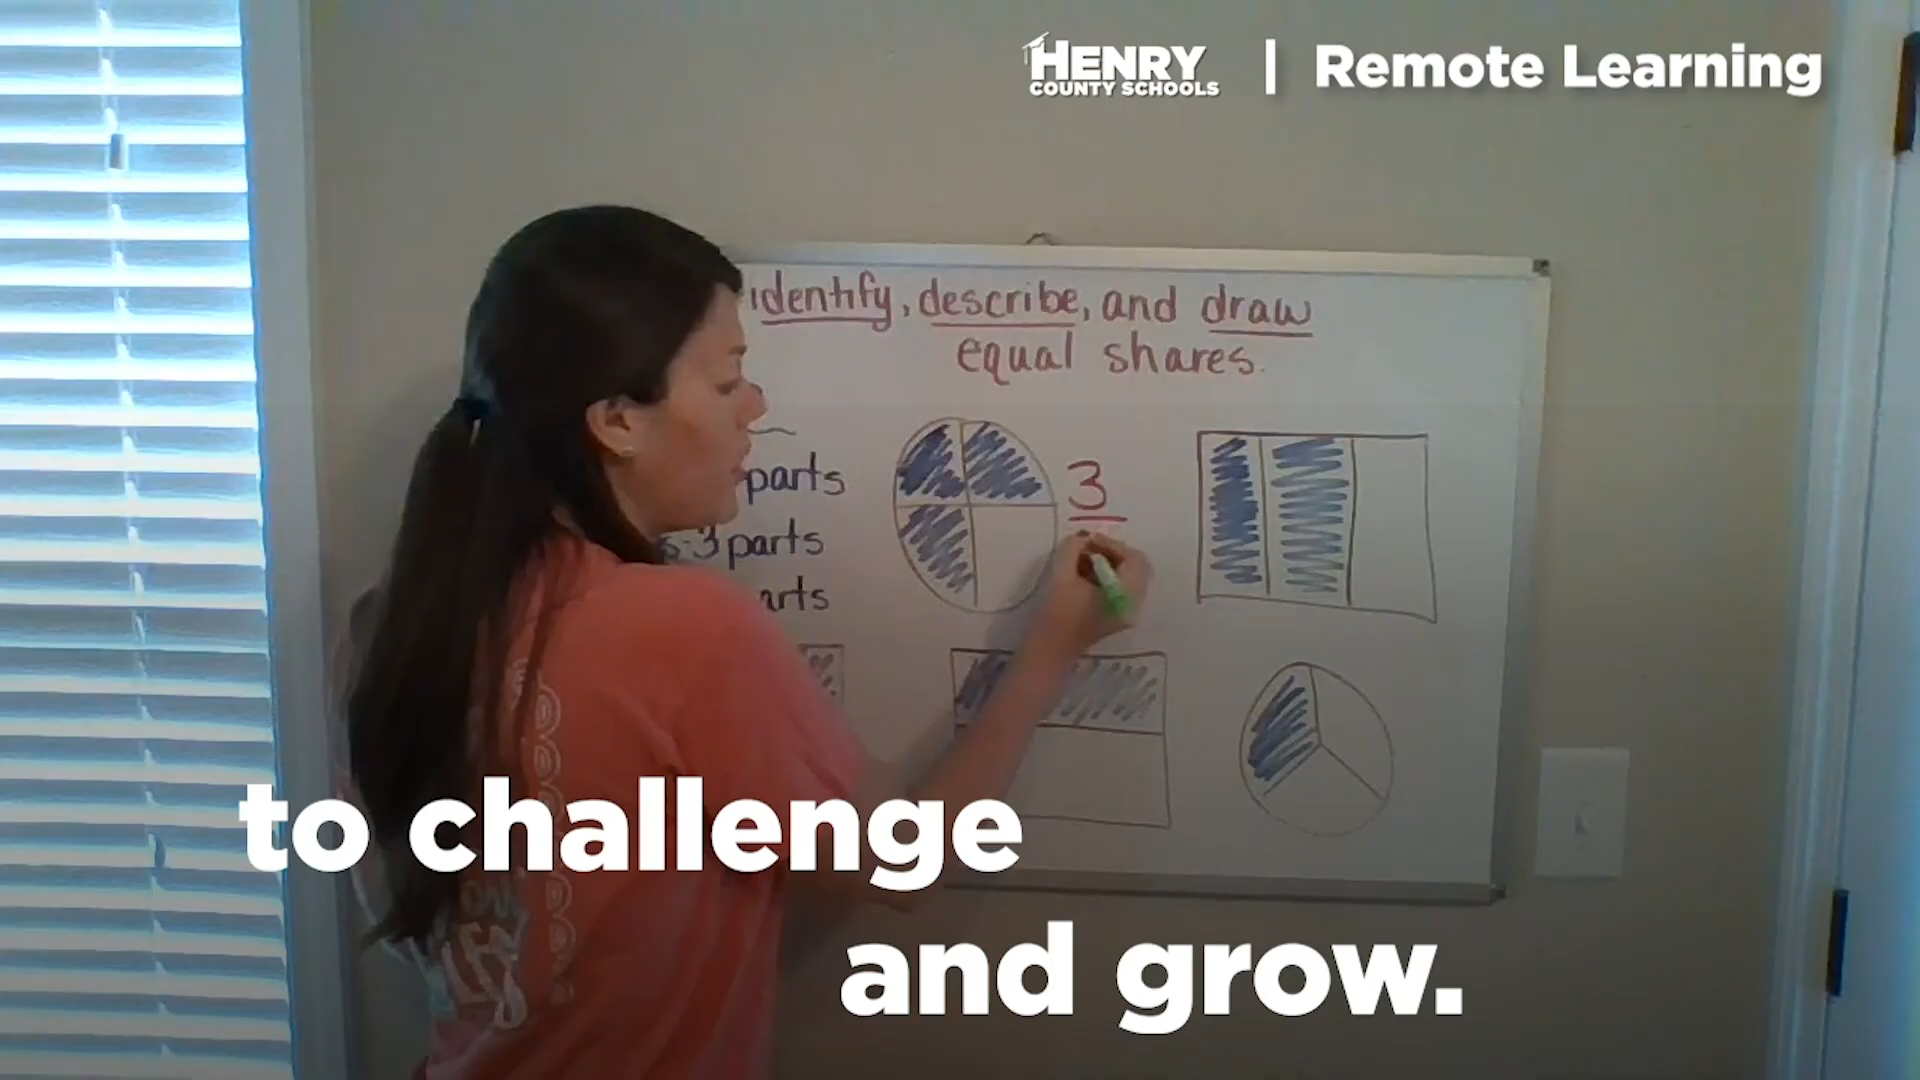 HENRY
COUNTY SCHOOLS
| Remote Learning
identify, describe, and draw
equal shares.
parts
3 parts
3
to challenge
and grow.